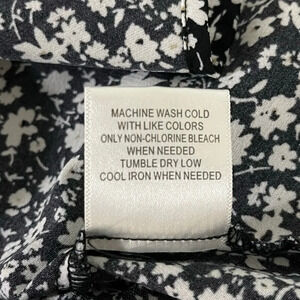 MACHINE WASH COLD
WITH LIKE COLORS
ONLY NON-CHLORINE BLEACH
WHEN NEEDED
TUMBLE DRY LOW
COOL IRON WHEN NEEDED